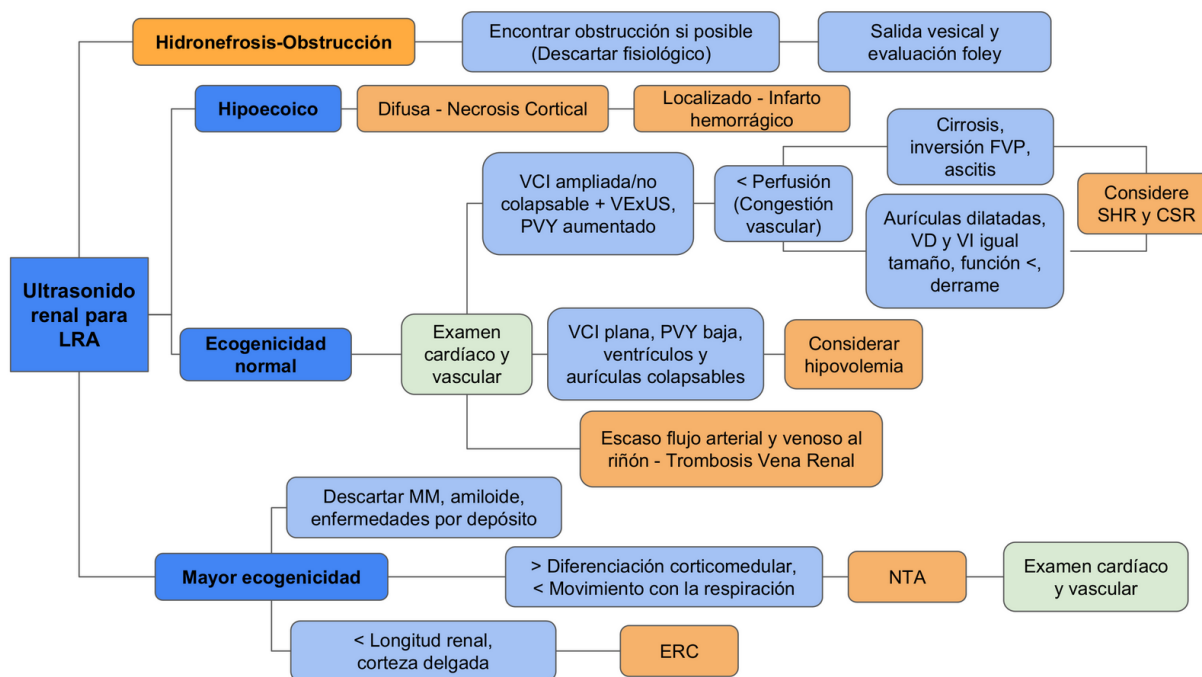 Hidronefrosis-Obstrucción
Encontrar obstrucción si posible
(Descartar fisiológico)
Salida vesical y
evaluación foley
Hipoecoico
Difusa - Necrosis Cortical
Localizado - Infarto
hemorrágico
Cirrosis,
inversión FVP,
ascitis
VCI ampliada/no
colapsable + VExUS,
PVY aumentado
< Perfusión
(Congestión
vascular)
Considere
SHR y CSR
Aurículas dilatadas,
VD y VI igual
tamaño, función <,
derrame
Ultrasonido
renal para
LRA
Ecogenicidad
normal
Examen
cardíaco y
vascular
VCI plana, PVY baja,
ventrículos y
aurículas colapsables
Considerar
hipovolemia
Escaso flujo arterial y venoso al
riñón - Trombosis Vena Renal
Descartar MM, amiloide,
enfermedades por depósito
Mayor ecogenicidad
> Diferenciación corticomedular,
< Movimiento con la respiración
NTA
Examen cardíaco
y vascular
< Longitud renal,
corteza delgada
ERC